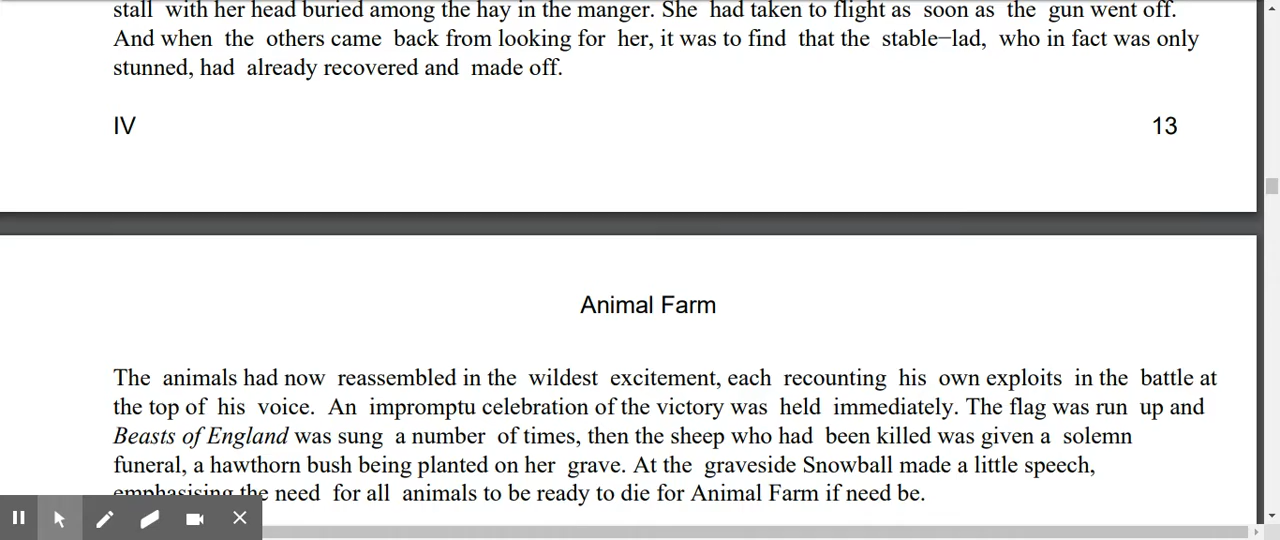 stall with her head buried among the hay in the manger. She had taken to flight as soon as the gun went off.
And when the others came back from looking for her, it was to find that the stable−lad, who in fact was only
stunned, had already recovered and made off.
IV 13
Animal Farm
The animals had now reassembled in the wildest excitement, each recounting his own exploits in the battle at
the top of his voice. An impromptu celebration of the victory was held immediately. The flag was run up and
Beasts of England was sung a number of times, then the sheep who had been killed was given a solemn
funeral, a hawthorn bush being planted on her grave. At the graveside Snowball made a little speech,
emphasising the need for all animals to be ready to die for Animal Farm if need be.